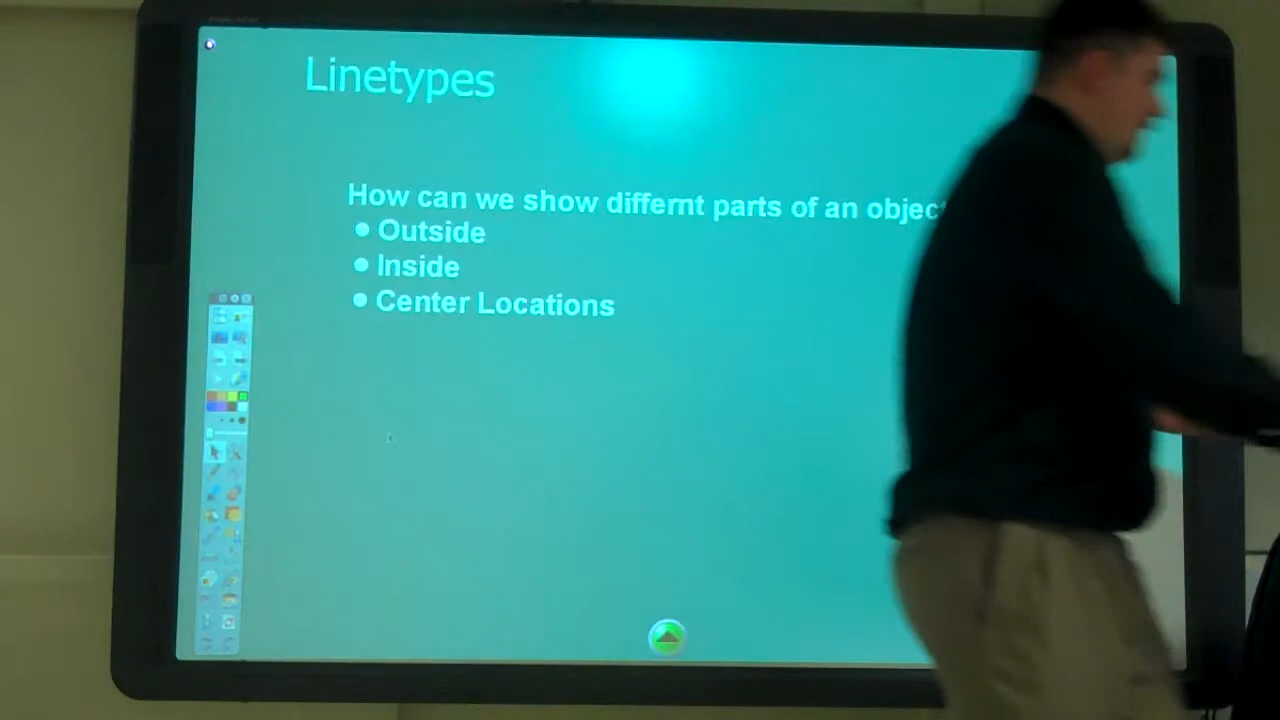 Linetypes
How can we show differnt parts of an objec
● Outside
● Inside
● Center Locations